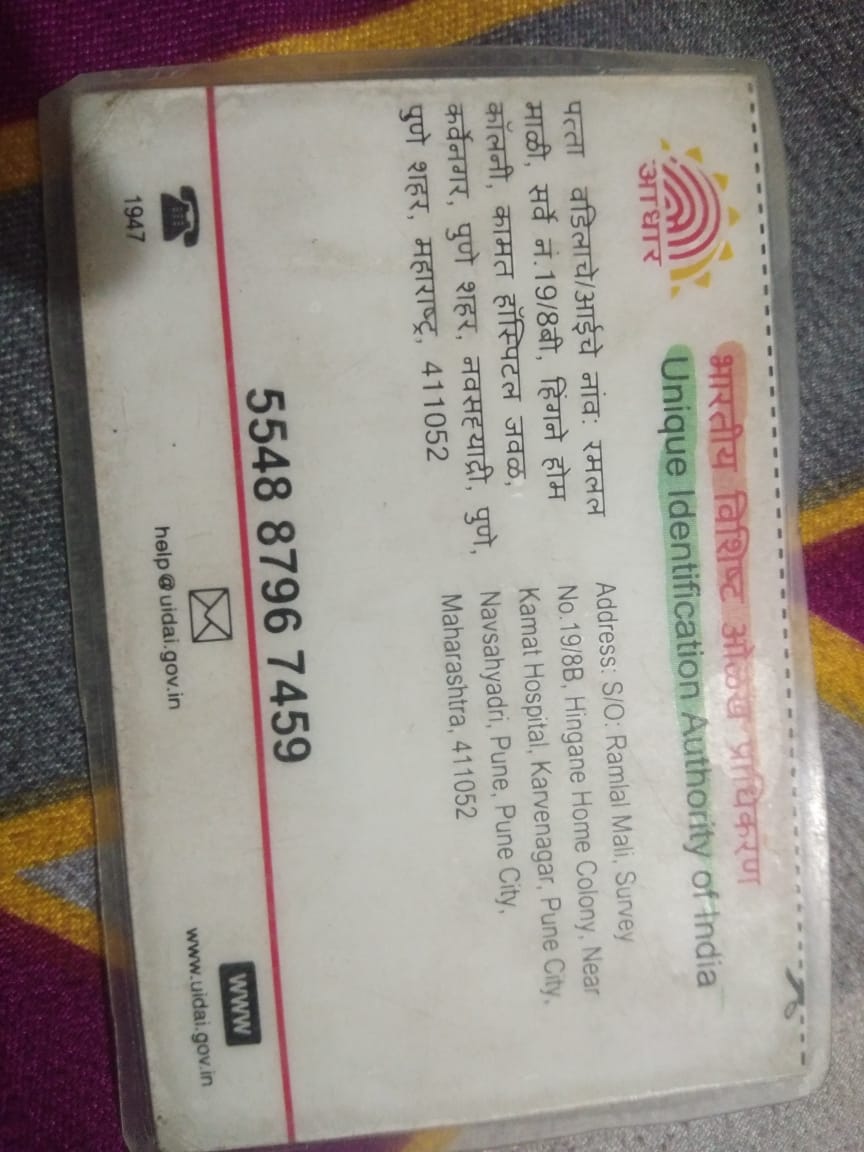 भारतीय विशिष्ट ओळख प्राधिकरण
Unique Identification Authority of India
आधार
पत्ता वडिलाचे/आईचे नांव: रमलल
माळी, सर्वे नं.19/8बी, हिंगने होम
कॉलनी, कामत हॉस्पिटल जवळ,
कर्वेनगर, पुणे शहर, नवसहयाद्री, पुणे,
पुणे शहर, महाराष्ट्र, 411052
Address: S/O: Ramlal Mali, Survey
No.19/8B, Hingane Home Colony, Near
Kamat Hospital, Karvenagar, Pune City,
Navsahyadri, Pune, Pune City,
Maharashtra, 411052
5548 8796 7459
1947
help@uidai.gov.in
www
www.uidai.gov.in